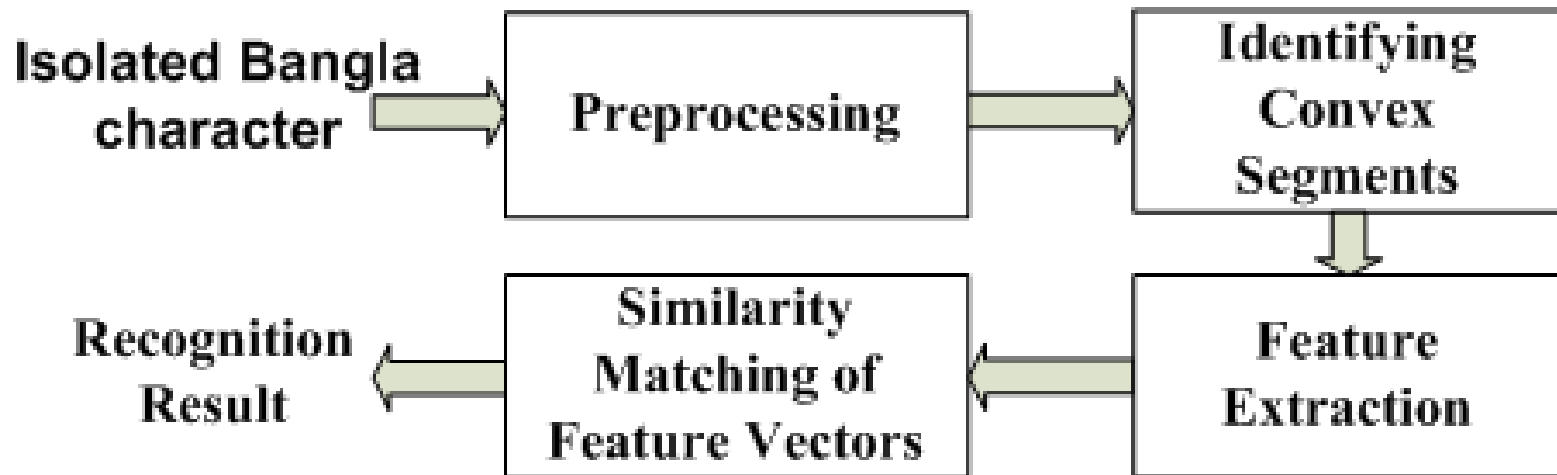 Isolated Bangla
character
Preprocessing
Identifying
Convex
Segments
Feature
Extraction
Similarity
Matching of
Feature Vectors
Recognition
Result